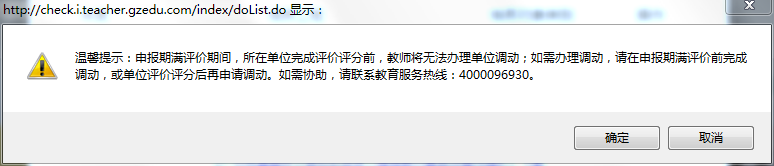 http://check.i.teacher.gzedu.com/index/doList.do 显示：
温馨提示：申报期满评价期间，所在单位完成评价评分前，教师将无法办理单位调动；如需办理调动，请在申报期满评价前完成
调动，或单位评价评分后再申请调动。如需协助，请联系教育服务热线：4000096930。
确定 取消